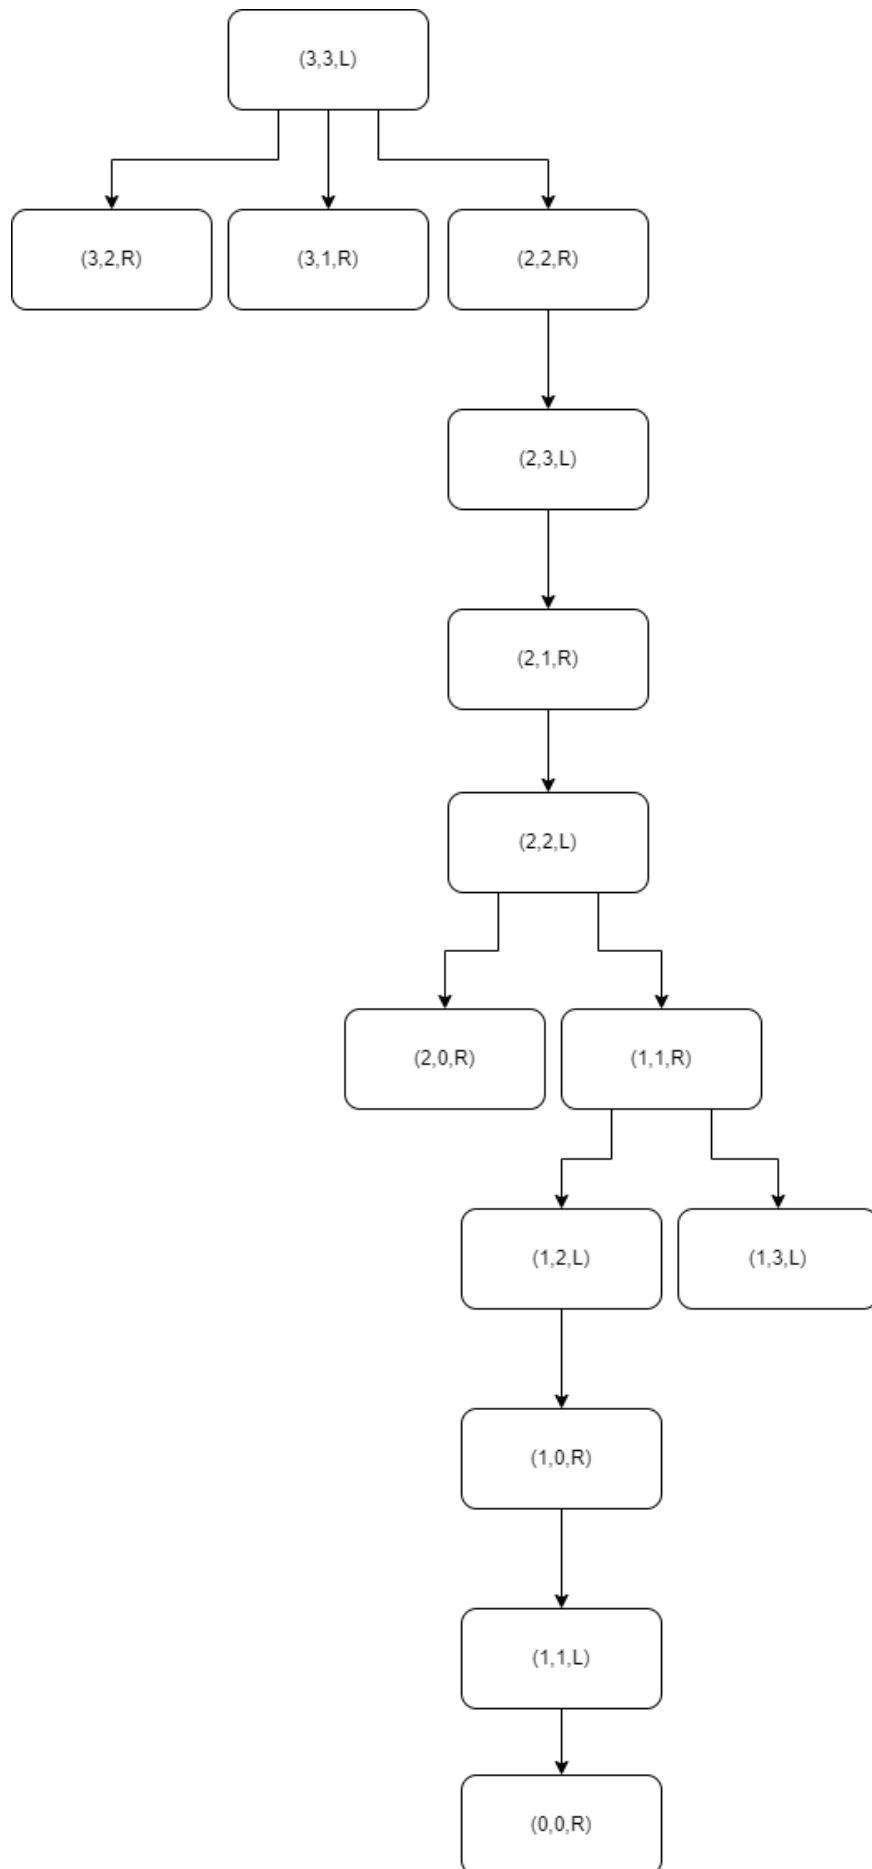 (3,3,L)
(3,2,R)
(3,1,R)
(2,2,R)
(2,3,L)
(2,1,R)
(2,2,L)
(2,0,R)
(1,1,R)
(1,2,L)
(1,3,L)
(1,0,R)
(1,1,L)
(0,0,R)